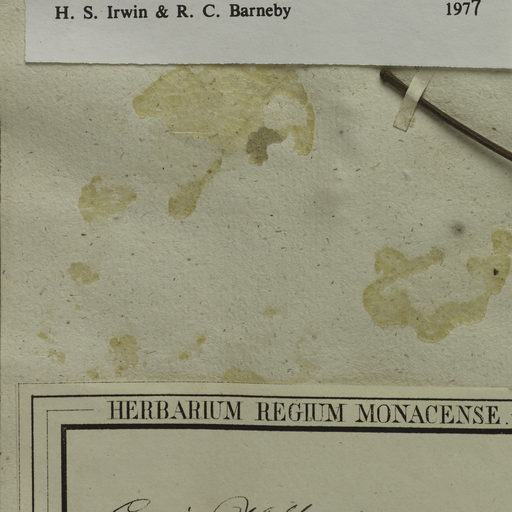 H. S. Irwin & R. C. Barneby 1977
HERBARIUM REGIUM MONACENSE.